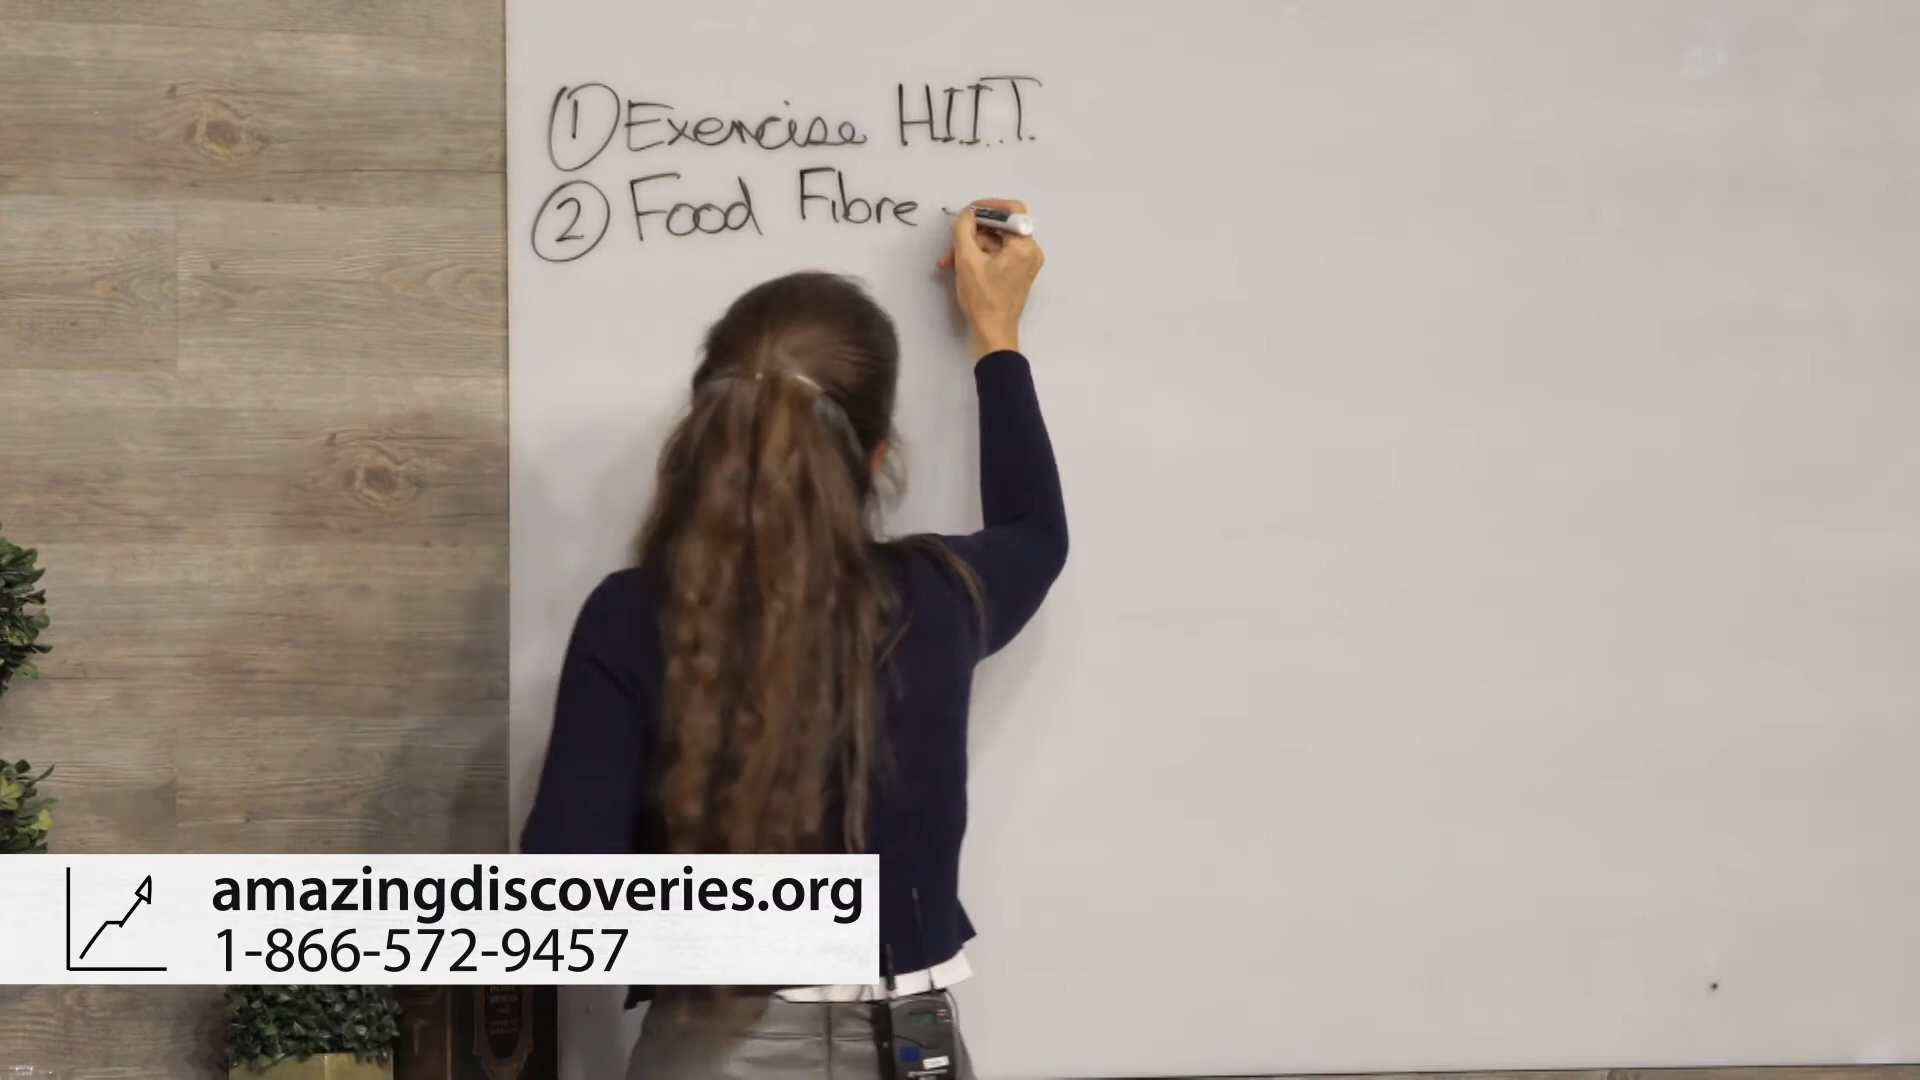 ① Exercise H.I.I.T.
② Food Fibre -
amazingdiscoveries.org
1-866-572-9457